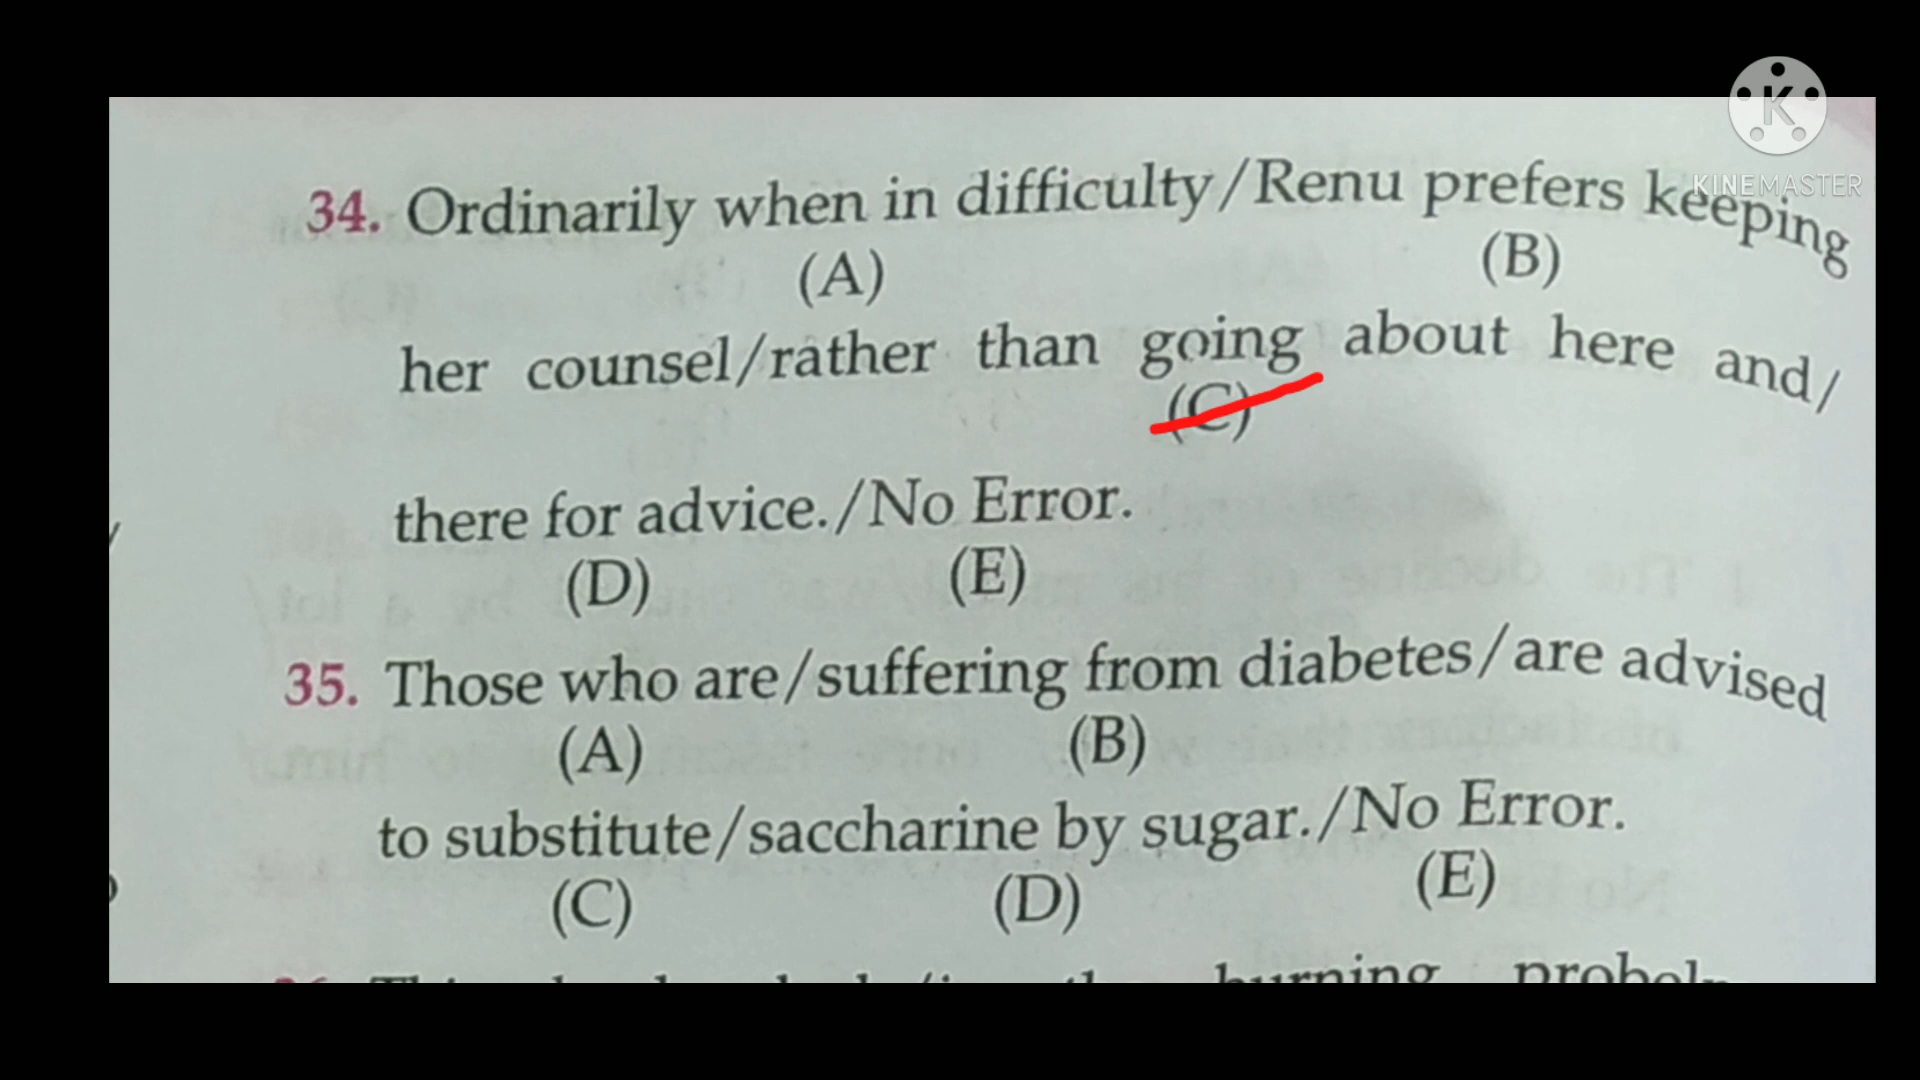 K
KINEMASTER
34. Ordinarily when in difficulty/Renu prefers keeping
(A) (B)
her counsel/rather than going about here and/
(C)
there for advice./No Error.
(D) (E)
35. Those who are/suffering from diabetes/are advised
(A) (B)
to substitute/saccharine by sugar./No Error.
(C) (D) (E)
burning